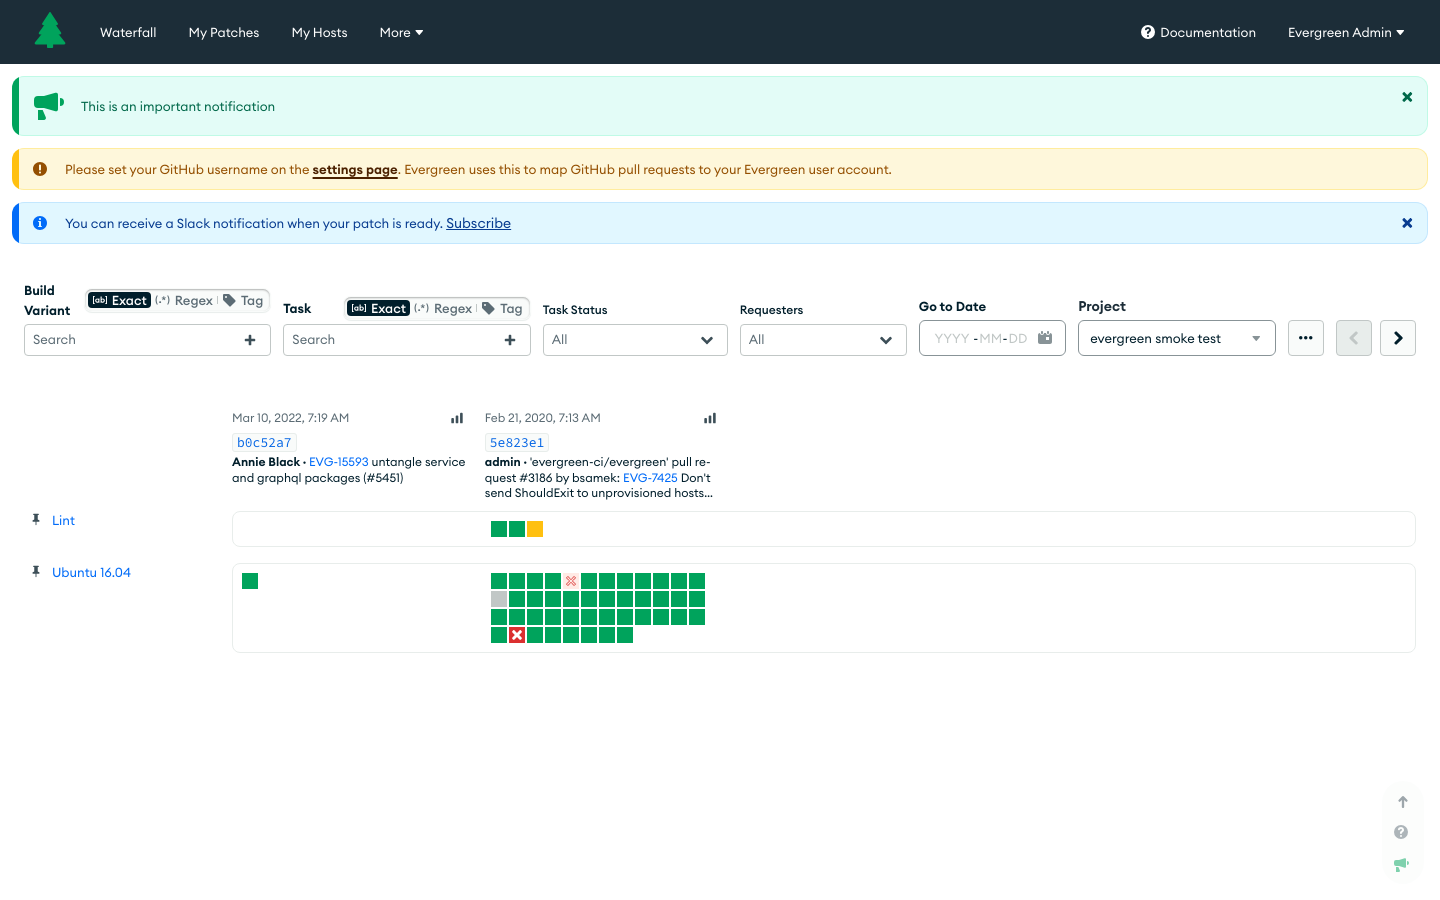 Waterfall My Patches My Hosts More Documentation Evergreen Admin
This is an important notification
Please set your GitHub username on the settings page. Evergreen uses this to map GitHub pull requests to your Evergreen user account.
You can receive a Slack notification when your patch is ready. Subscribe
Build Variant
[ab] Exact (.*) Regex Tag
Search
Task
[ab] Exact (.*) Regex Tag
Search
Task Status
All
Requesters
All
Go to Date
YYYY -MM-DD
Project
evergreen smoke test
Mar 10, 2022, 7:19 AM
b0c52a7
Annie Black · EVG-15593 untangle service
and graphql packages (#5451)
Feb 21, 2020, 7:13 AM
5e823e1
admin · 'evergreen-ci/evergreen' pull re-
quest #3186 by bsamek: EVG-7425 Don't
send ShouldExit to unprovisioned hosts...
Lint
Ubuntu 16.04